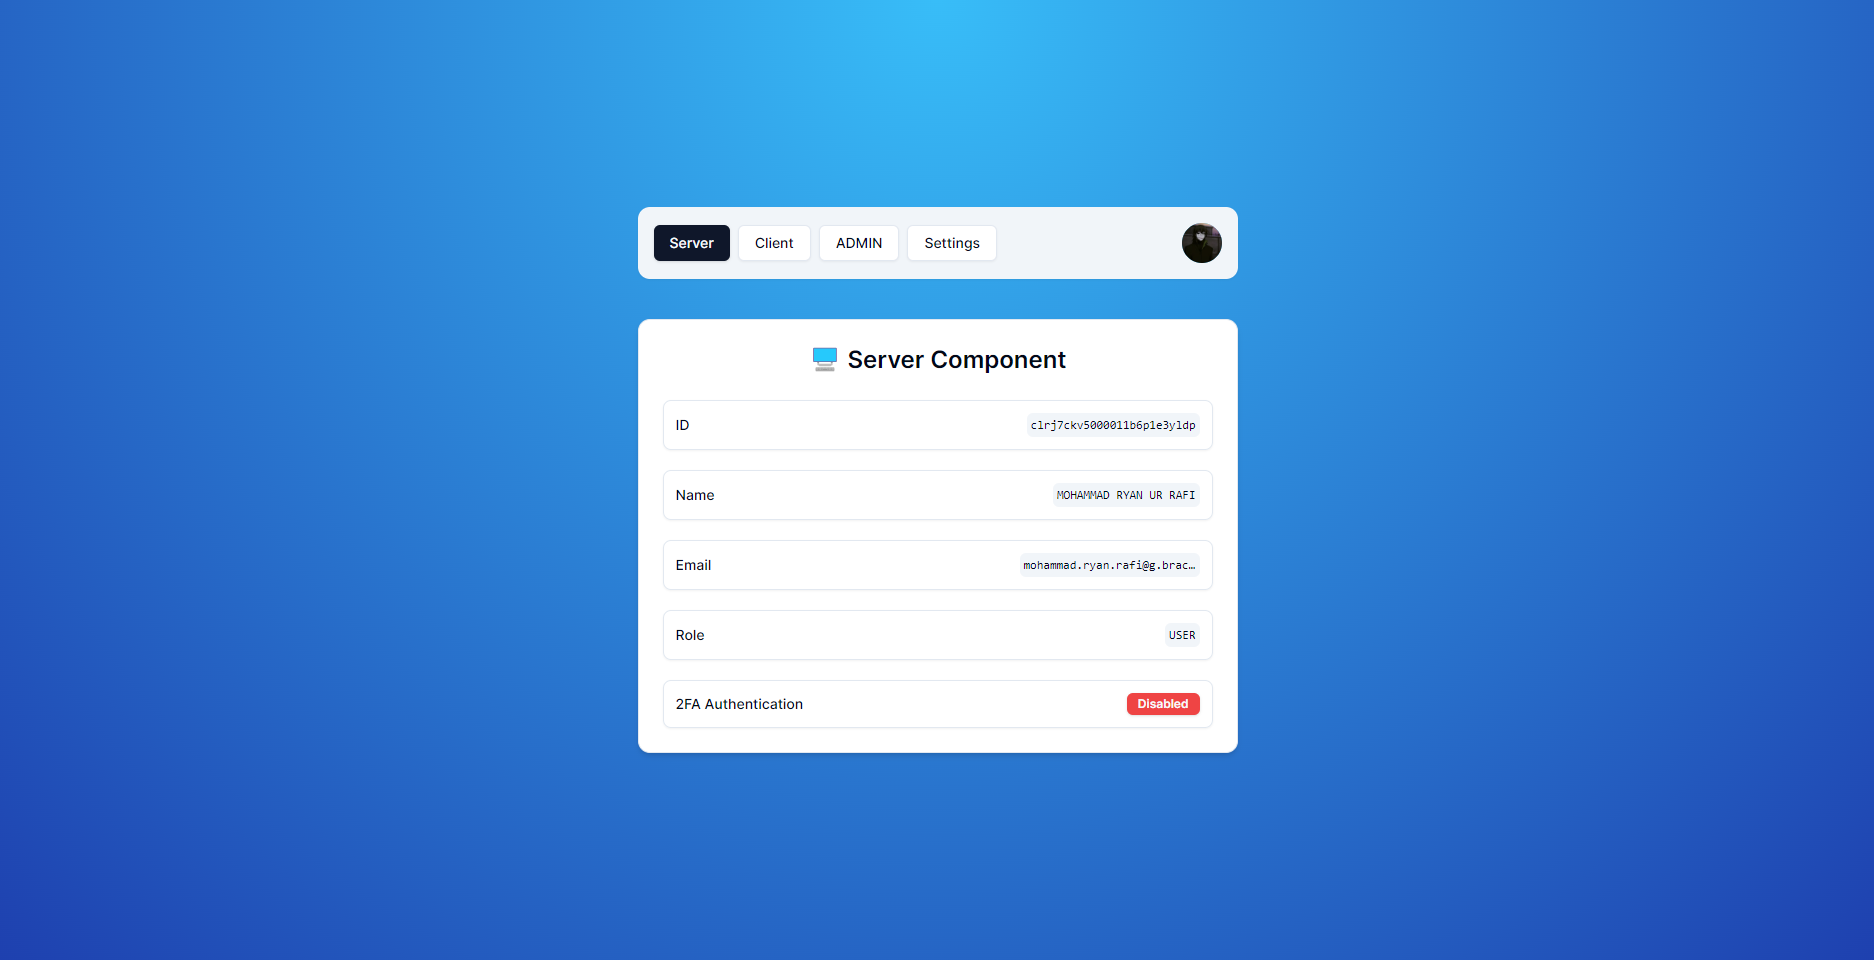 Server Client ADMIN Settings
Server Component
ID clrj7ckv5000011b6p1e3yldp
Name MOHAMMAD RYAN UR RAFI
Email mohammad.ryan.rafi@g.brac…
Role USER
2FA Authentication Disabled